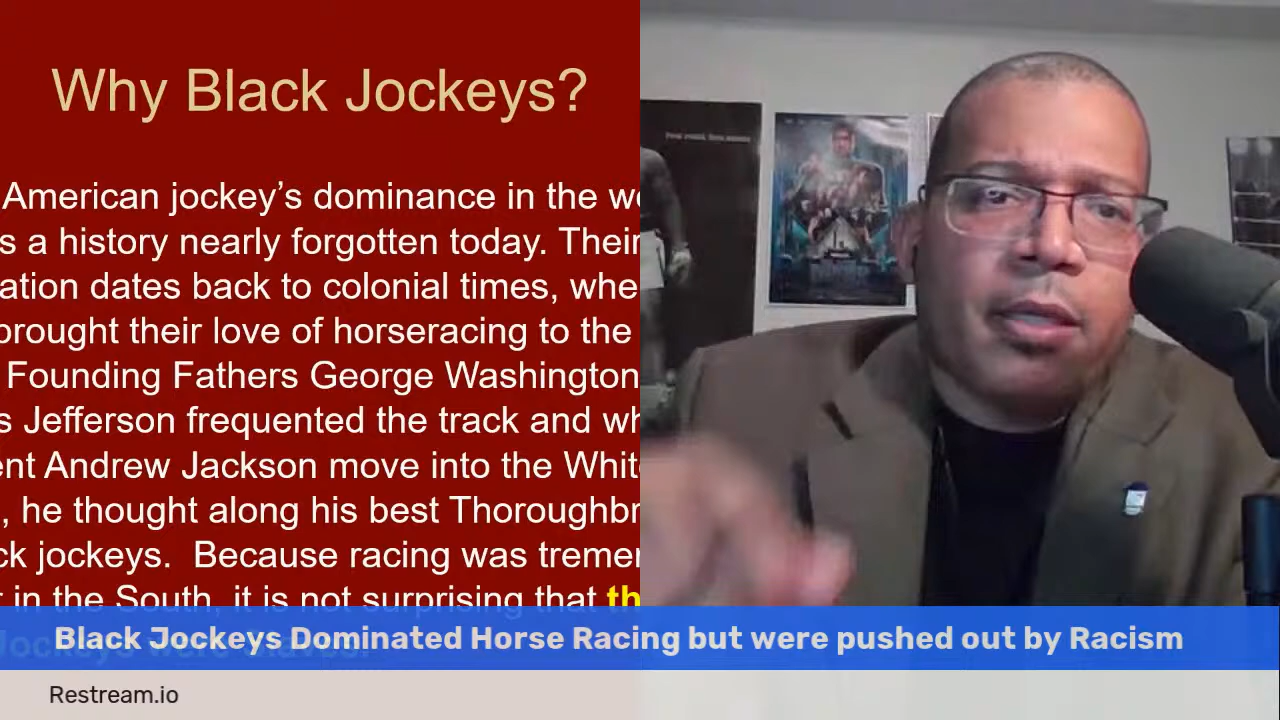 Why Black Jockeys?
American jockey's dominance in the w
s a history nearly forgotten today. Their
ation dates back to colonial times, whe
brought their love of horseracing to the
Founding Fathers George Washington
s Jefferson frequented the track and wh
ent Andrew Jackson move into the Whit
, he thought along his best Thoroughbr
ck jockeys. Because racing was tremen
r in the South, it is not surprising that th
Jockeys were slaves.
Black Jockeys Dominated Horse Racing but were pushed out by Racism
Restream.io